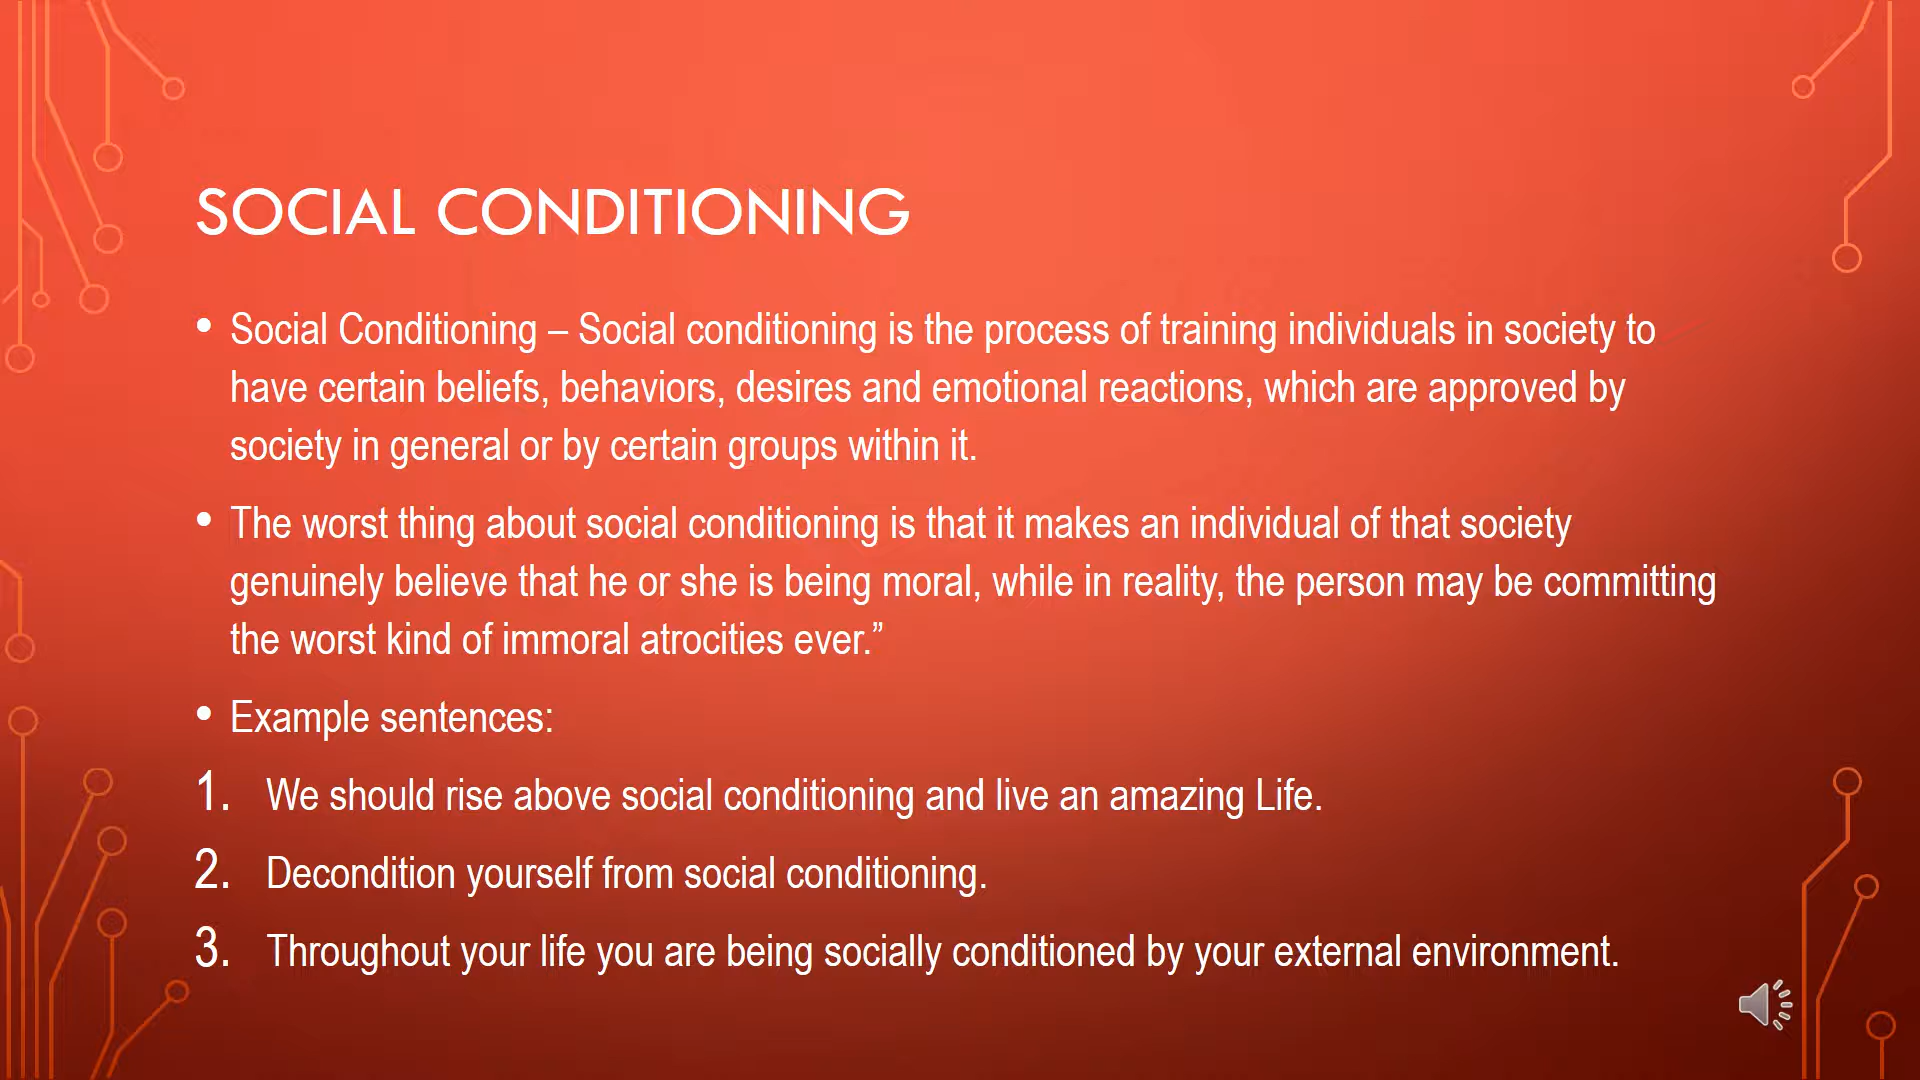 SOCIAL CONDITIONING
• Social Conditioning – Social conditioning is the process of training individuals in society to
have certain beliefs, behaviors, desires and emotional reactions, which are approved by
society in general or by certain groups within it.
• The worst thing about social conditioning is that it makes an individual of that society
genuinely believe that he or she is being moral, while in reality, the person may be committing
the worst kind of immoral atrocities ever.”
• Example sentences:
1. We should rise above social conditioning and live an amazing Life.
2. Decondition yourself from social conditioning.
3. Throughout your life you are being socially conditioned by your external environment.